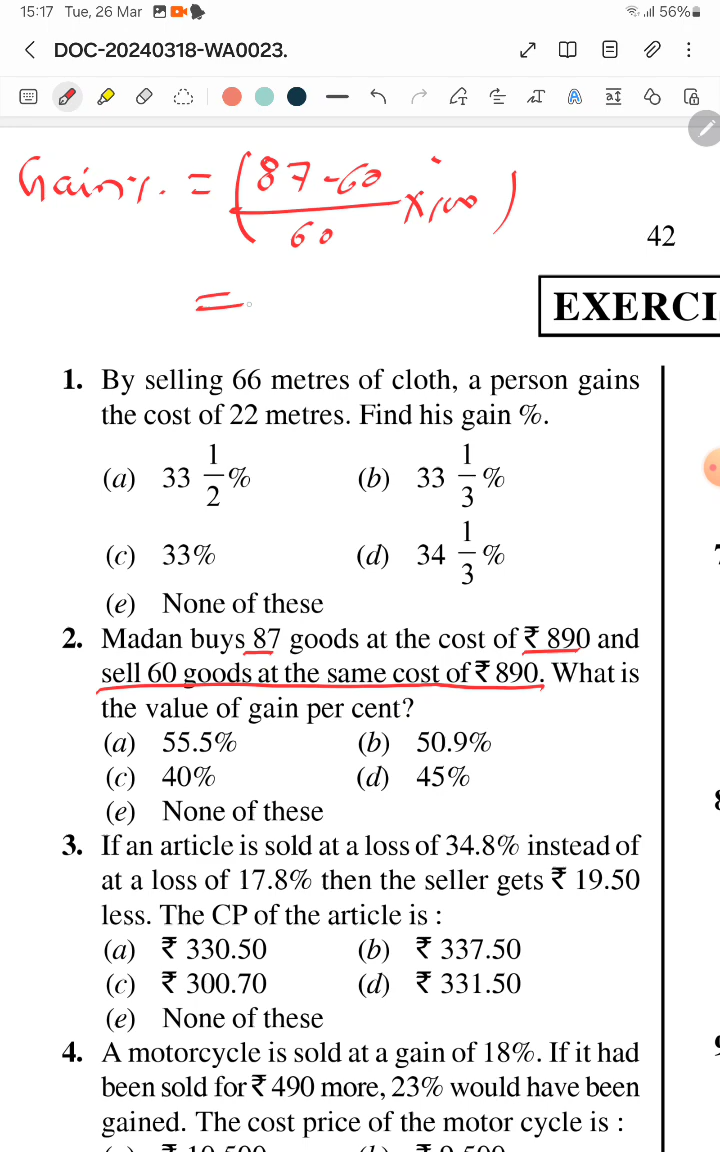 15:17 Tue, 26 Mar 56%
DOC-20240318-WA0023.
Gain%. = (87-60
60 ×100)
=
42
EXERCI
1. By selling 66 metres of cloth, a person gains
the cost of 22 metres. Find his gain %.
(a) 33 1/2 % (b) 33 1/3 %
(c) 33% (d) 34 1/3 %
(e) None of these
2. Madan buys 87 goods at the cost of ₹ 890 and
sell 60 goods at the same cost of ₹ 890. What is
the value of gain per cent?
(a) 55.5% (b) 50.9%
(c) 40% (d) 45%
(e) None of these
3. If an article is sold at a loss of 34.8% instead of
at a loss of 17.8% then the seller gets ₹ 19.50
less. The CP of the article is :
(a) ₹ 330.50 (b) ₹ 337.50
(c) ₹ 300.70 (d) ₹ 331.50
(e) None of these
4. A motorcycle is sold at a gain of 18%. If it had
been sold for ₹ 490 more, 23% would have been
gained. The cost price of the motor cycle is :